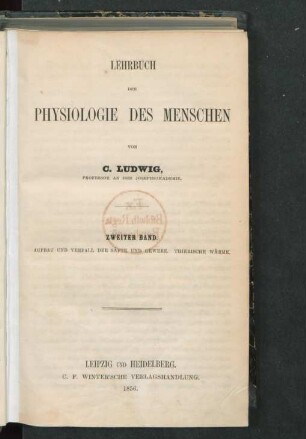 LEHRBUCH
DER
PHYSIOLOGIE DES MENSCHEN
VON
C. LUDWIG,
PROFESSOR AN DER JOSEPHSAKADEMIE.
ZWEITER BAND:
AUFBAU UND VERFALL DER SÄFTE UND GEWEBE. THIERISCHE WÄRME.
LEIPZIG UND HEIDELBERG.
C. F. WINTER'SCHE VERLAGSHANDLUNG.
1856.